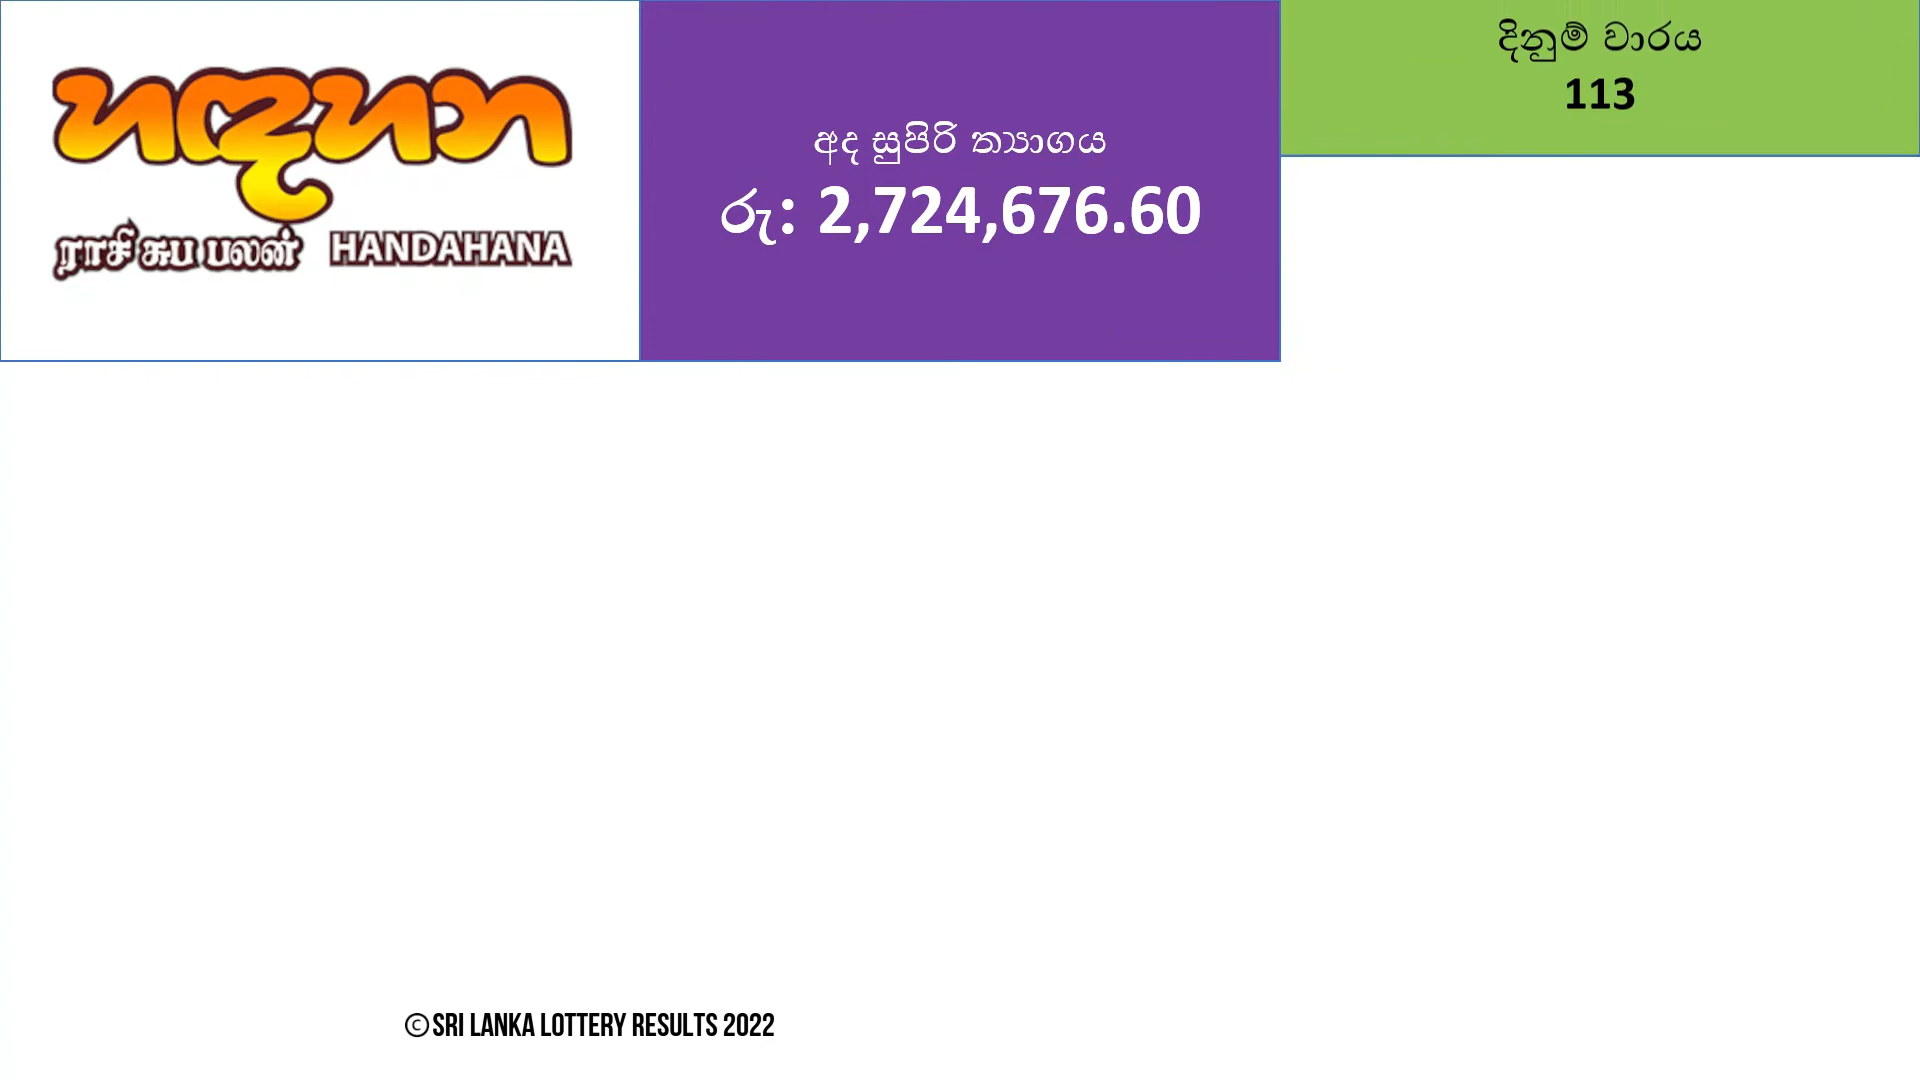 හඳහන
ராசி சுப பலன் HANDAHANA
අද සුපිරි ත්‍යාගය
රු: 2,724,676.60
දිනුම් වාරය
113
©SRI LANKA LOTTERY RESULTS 2022